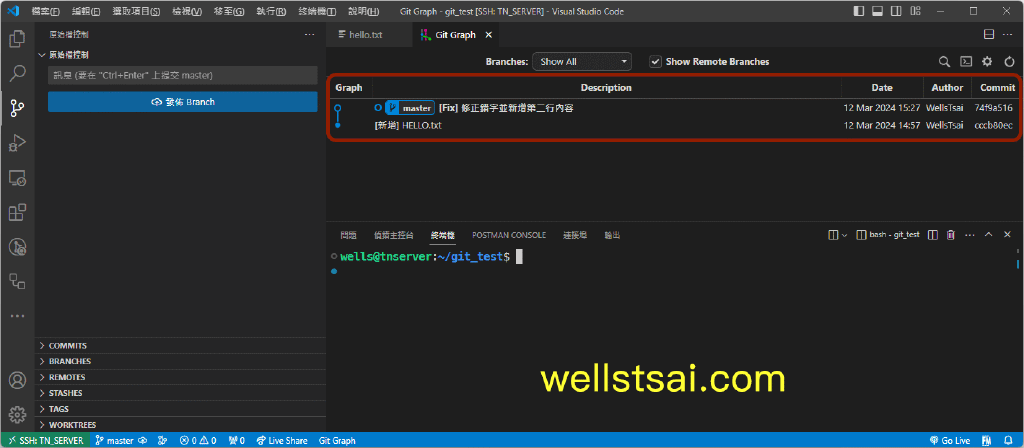 檔案(F) 編輯(E) 選取項目(S) 檢視(V) 移至(G) 執行(R) 終端機(T) 說明(H) Git Graph - git_test [SSH: TN_SERVER] - Visual Studio Code
原始檔控制
hello.txt Git Graph
原始檔控制
訊息 (要在 "Ctrl+Enter" 上提交 master)
發佈 Branch
Branches: Show All Show Remote Branches
Graph Description Date Author Commit
master [Fix] 修正錯字並新增第二行內容 12 Mar 2024 15:27 WellsTsai 74f9a516
[新增] HELLO.txt 12 Mar 2024 14:57 WellsTsai cccb80ec
問題 偵錯主控台 終端機 POSTMAN CONSOLE 連接埠 輸出 bash - git_test
wells@tnserver:~/git_test$
COMMITS
BRANCHES
REMOTES
STASHES
TAGS
WORKTREES
wellstsai.com
SSH: TN_SERVER master 0 0 0 Live Share Git Graph Go Live